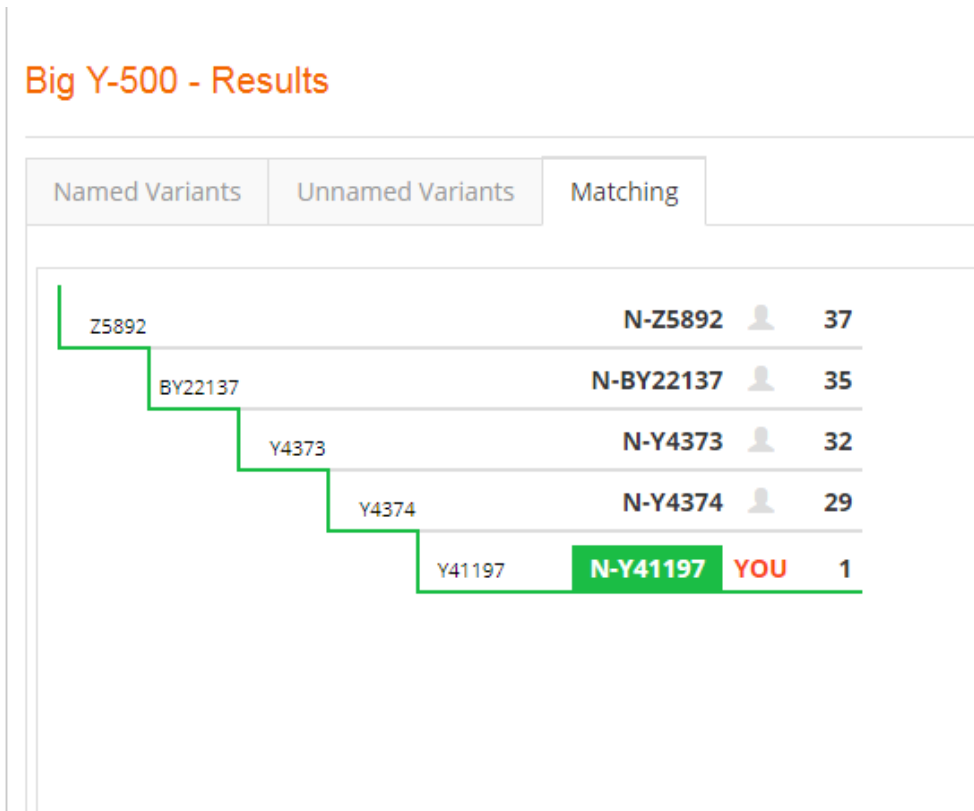 Big Y-500 - Results
Named Variants Unnamed Variants Matching
Z5892 N-Z5892 37
BY22137 N-BY22137 35
Y4373 N-Y4373 32
Y4374 N-Y4374 29
Y41197 N-Y41197 YOU 1